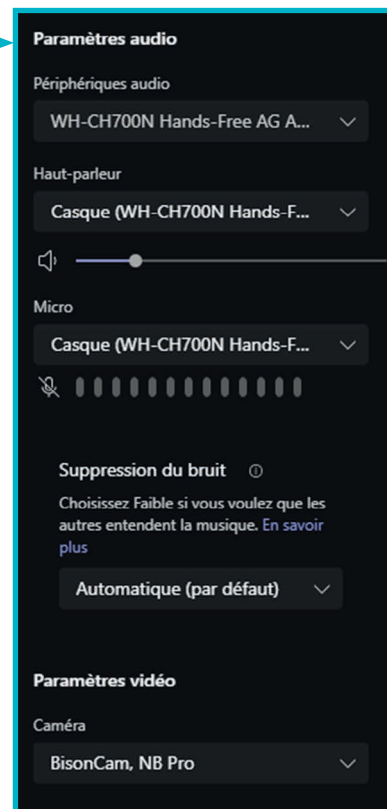 Paramètres audio
Périphériques audio
WH-CH700N Hands-Free AG A...
Haut-parleur
Casque (WH-CH700N Hands-F...
Micro
Casque (WH-CH700N Hands-F...
Suppression du bruit
Choisissez Faible si vous voulez que les
autres entendent la musique. En savoir
plus
Automatique (par défaut)
Paramètres vidéo
Caméra
BisonCam, NB Pro